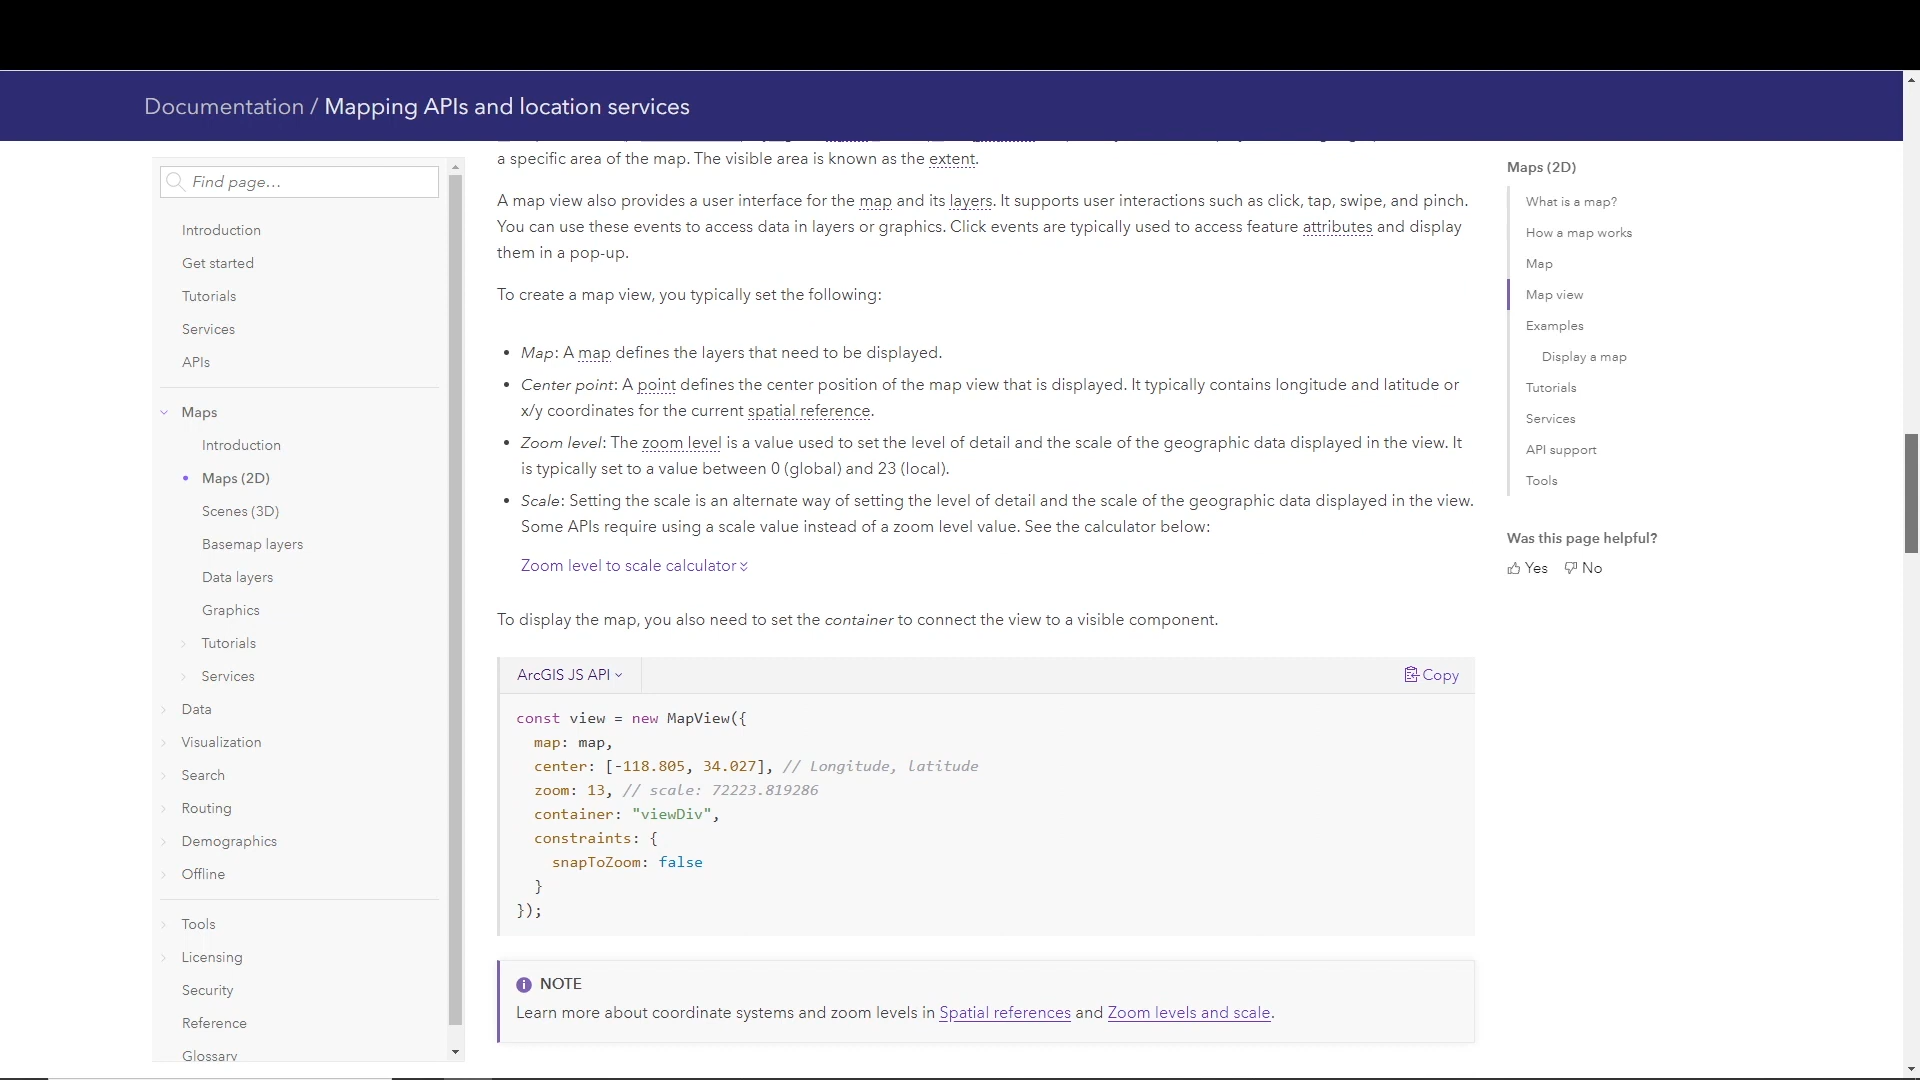 Documentation / Mapping APIs and location services
Find page...
Introduction
Get started
Tutorials
Services
APIs
Maps
Introduction
Maps (2D)
Scenes (3D)
Basemap layers
Data layers
Graphics
Tutorials
Services
Data
Visualization
Search
Routing
Demographics
Offline
Tools
Licensing
Security
Reference
Glossary
a specific area of the map. The visible area is known as the extent.
A map view also provides a user interface for the map and its layers. It supports user interactions such as click, tap, swipe, and pinch.
You can use these events to access data in layers or graphics. Click events are typically used to access feature attributes and display
them in a pop-up.
To create a map view, you typically set the following:
• Map: A map defines the layers that need to be displayed.
• Center point: A point defines the center position of the map view that is displayed. It typically contains longitude and latitude or
x/y coordinates for the current spatial reference.
• Zoom level: The zoom level is a value used to set the level of detail and the scale of the geographic data displayed in the view. It
is typically set to a value between 0 (global) and 23 (local).
• Scale: Setting the scale is an alternate way of setting the level of detail and the scale of the geographic data displayed in the view.
Some APIs require using a scale value instead of a zoom level value. See the calculator below:
Zoom level to scale calculator
To display the map, you also need to set the container to connect the view to a visible component.
ArcGIS JS API
Copy
const view = new MapView({
map: map,
center: [-118.805, 34.027], // Longitude, latitude
zoom: 13, // scale: 72223.819286
container: "viewDiv",
constraints: {
snapToZoom: false
}
});
NOTE
Learn more about coordinate systems and zoom levels in Spatial references and Zoom levels and scale.
Maps (2D)
What is a map?
How a map works
Map
Map view
Examples
Display a map
Tutorials
Services
API support
Tools
Was this page helpful?
Yes No